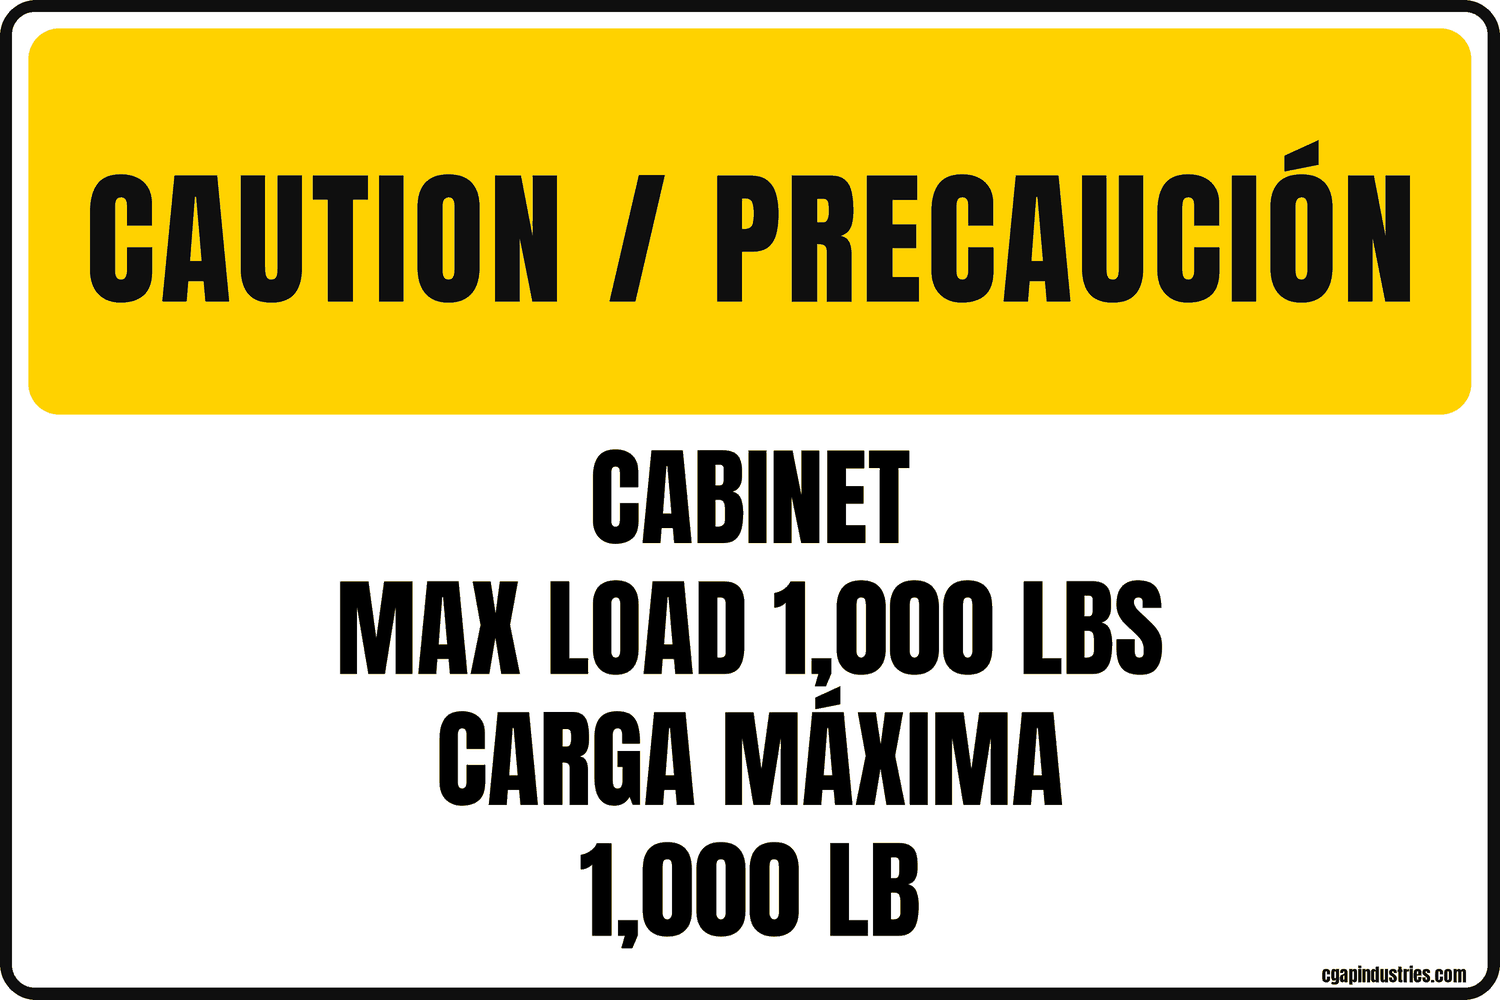 CAUTION / PRECAUCIÓN
CABINET
MAX LOAD 1,000 LBS
CARGA MÁXIMA
1,000 LB
cgapindustries.com